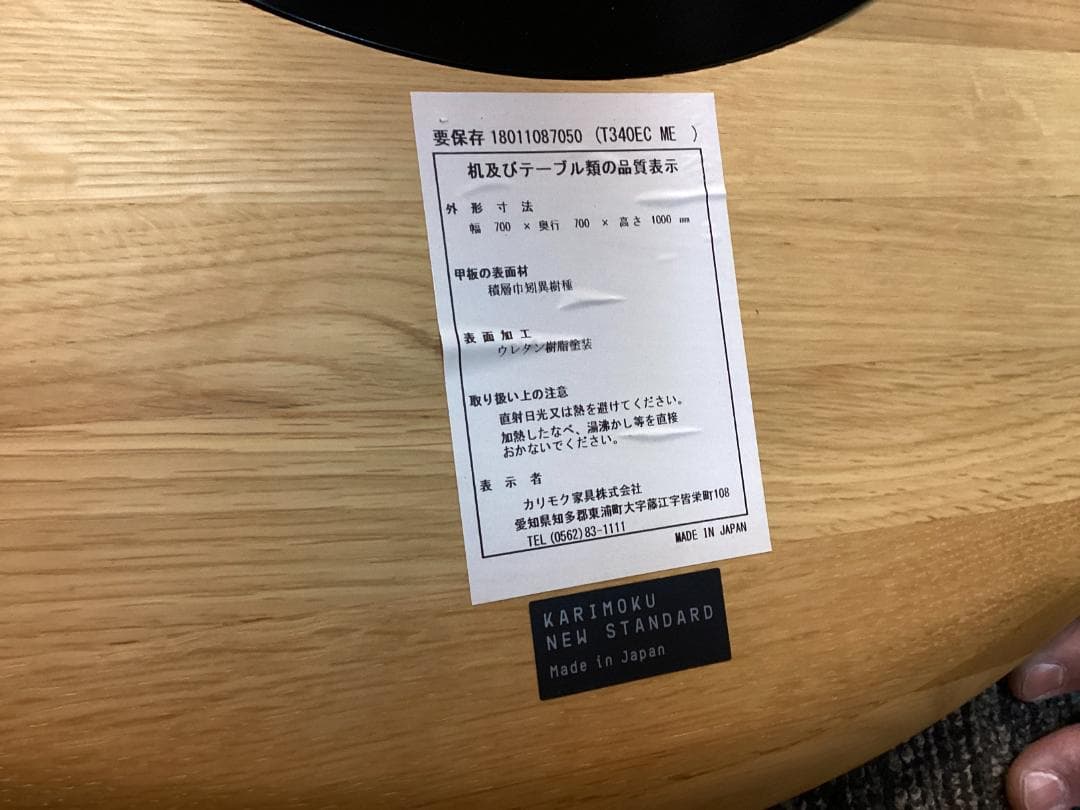 要保存 18011087050 (T340EC ME )
机及びテーブル類の品質表示
外 形 寸 法
幅 700 × 奥行 700 × 高さ 1000 mm
甲板の表面材
積層巾矧異樹種
表 面 加 工
ウレタン樹脂塗装
取り扱い上の注意
直射日光又は熱を避けてください。
加熱したなべ、湯沸かし等を直接
おかないでください。
表 示 者
カリモク家具株式会社
愛知県知多郡東浦町大字藤江字皆栄町108
TEL (0562)83-1111
MADE IN JAPAN
KARIMOKU
NEW STANDARD
Made in Japan